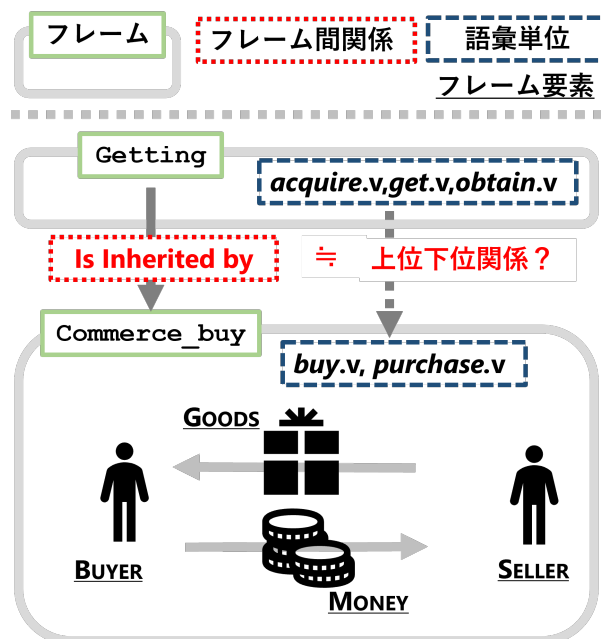 フレーム
フレーム間関係
語彙単位
フレーム要素
Getting
acquire.v,get.v,obtain.v
Is Inherited by
≒ 上位下位関係？
Commerce_buy
buy.v, purchase.v
GOODS
BUYER
SELLER
MONEY